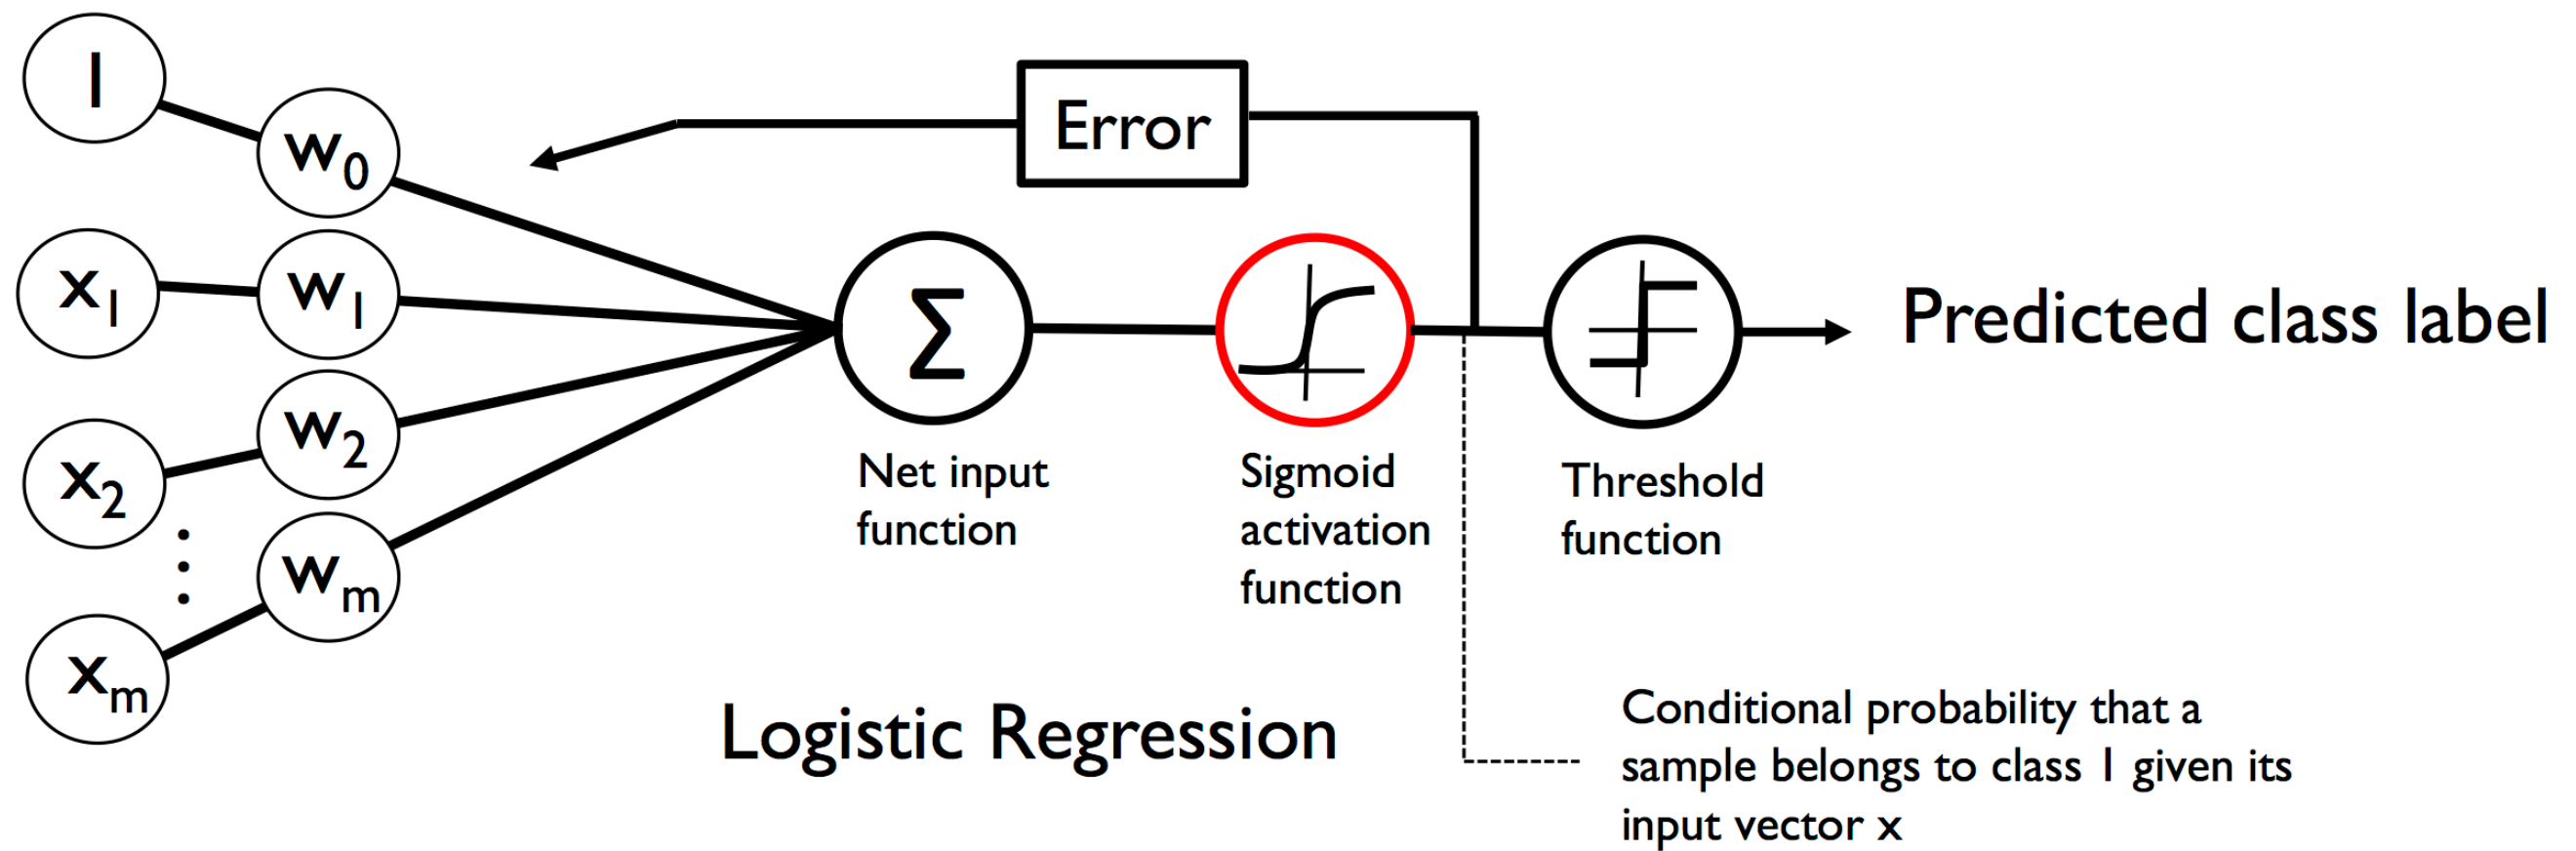 1
w0
x1
w1
x2
w2
xm
wm
Error
Σ
Net input
function
Sigmoid
activation
function
Threshold
function
Predicted class label
Logistic Regression
Conditional probability that a
sample belongs to class 1 given its
input vector x